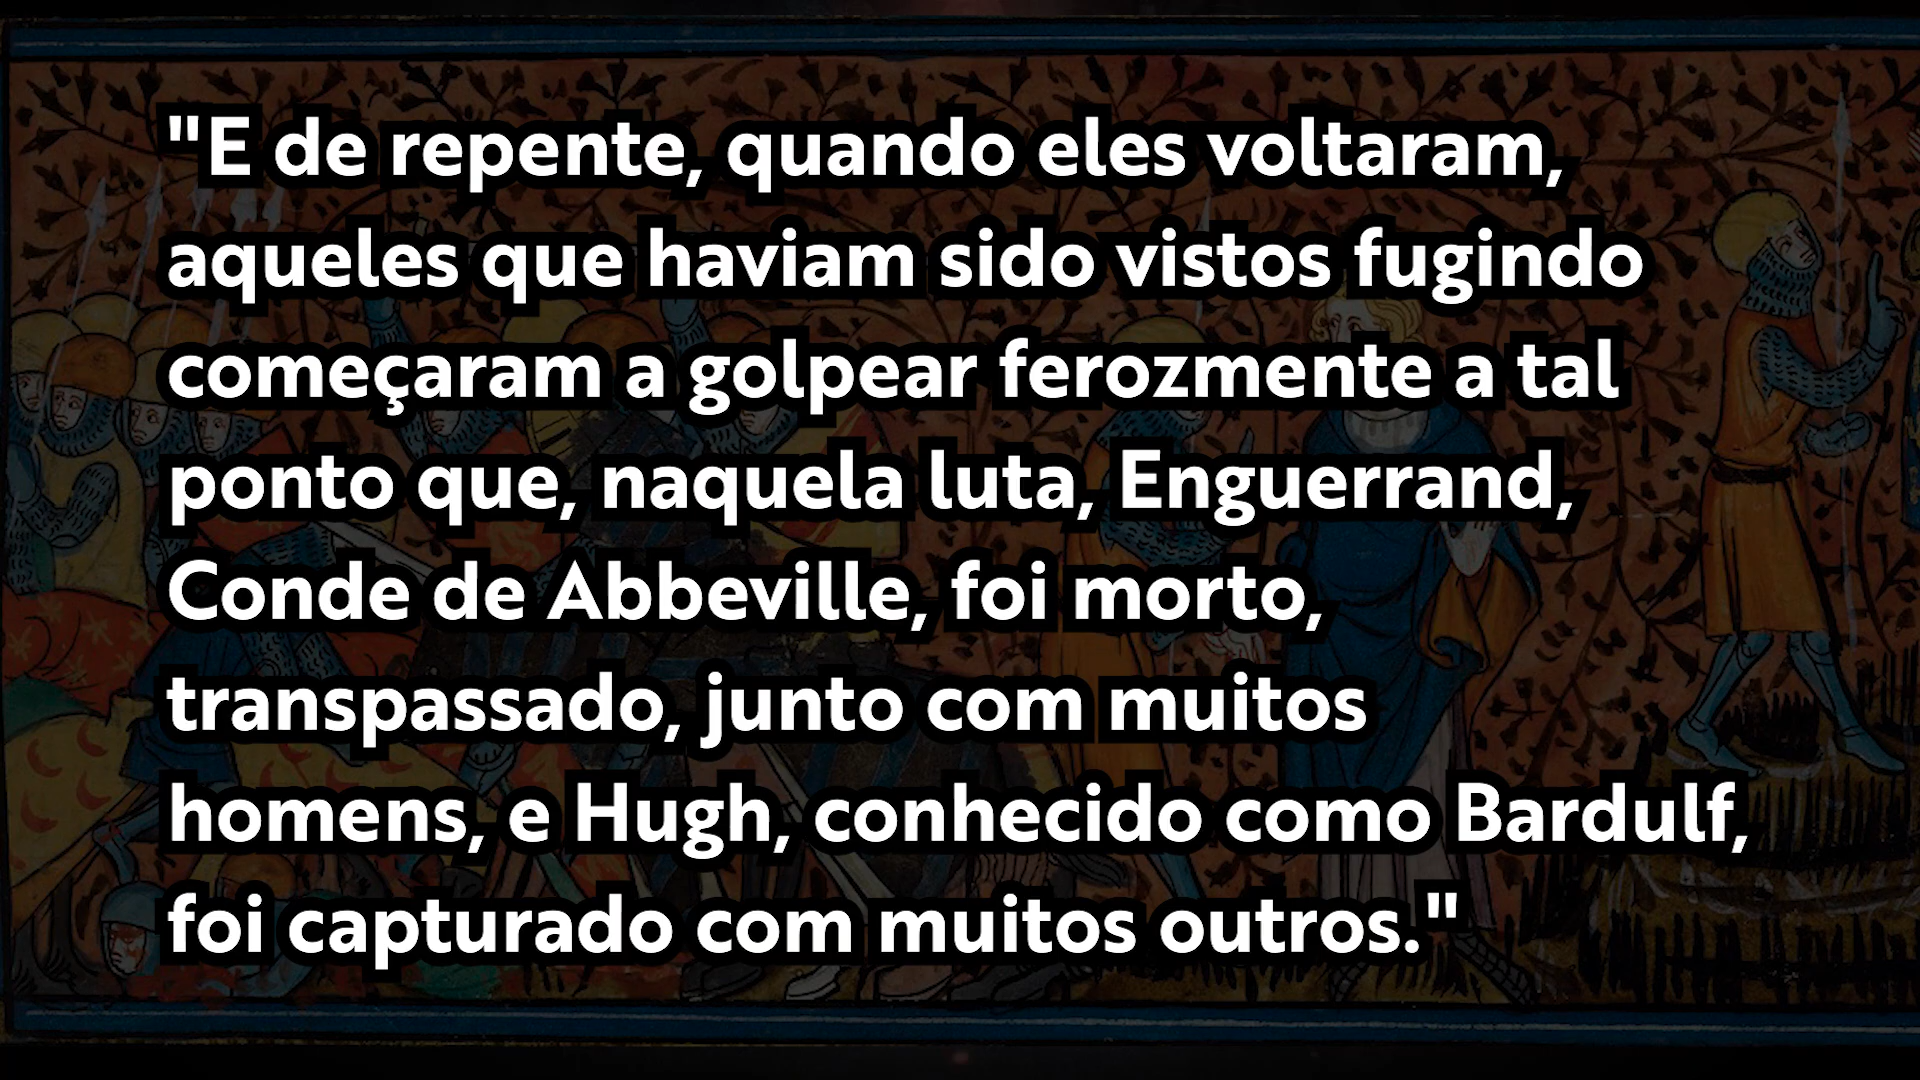 "E de repente, quando eles voltaram,
aqueles que haviam sido vistos fugindo
começaram a golpear ferozmente a tal
ponto que, naquela luta, Enguerrand,
Conde de Abbeville, foi morto,
transpassado, junto com muitos
homens, e Hugh, conhecido como Bardulf,
foi capturado com muitos outros."